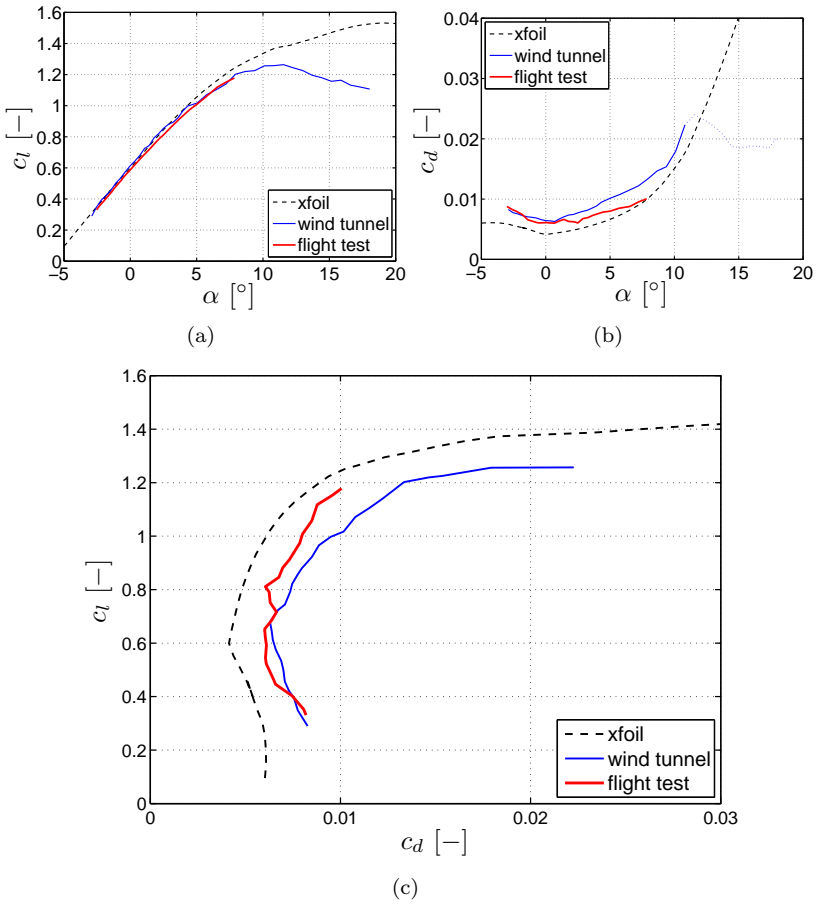 1.6
1.4
1.2
1
0.8
0.6
0.4
0.2
0
-5
0
5
10
15
20
c_l [−]
α [°]
xfoil
wind tunnel
flight test
(a)
0.04
0.03
0.02
0.01
0
-5
0
5
10
15
20
c_d [−]
α [°]
xfoil
wind tunnel
flight test
(b)
1.6
1.4
1.2
1
0.8
0.6
0.4
0.2
0
0
0.01
0.02
0.03
c_l [−]
c_d [−]
xfoil
wind tunnel
flight test
(c)